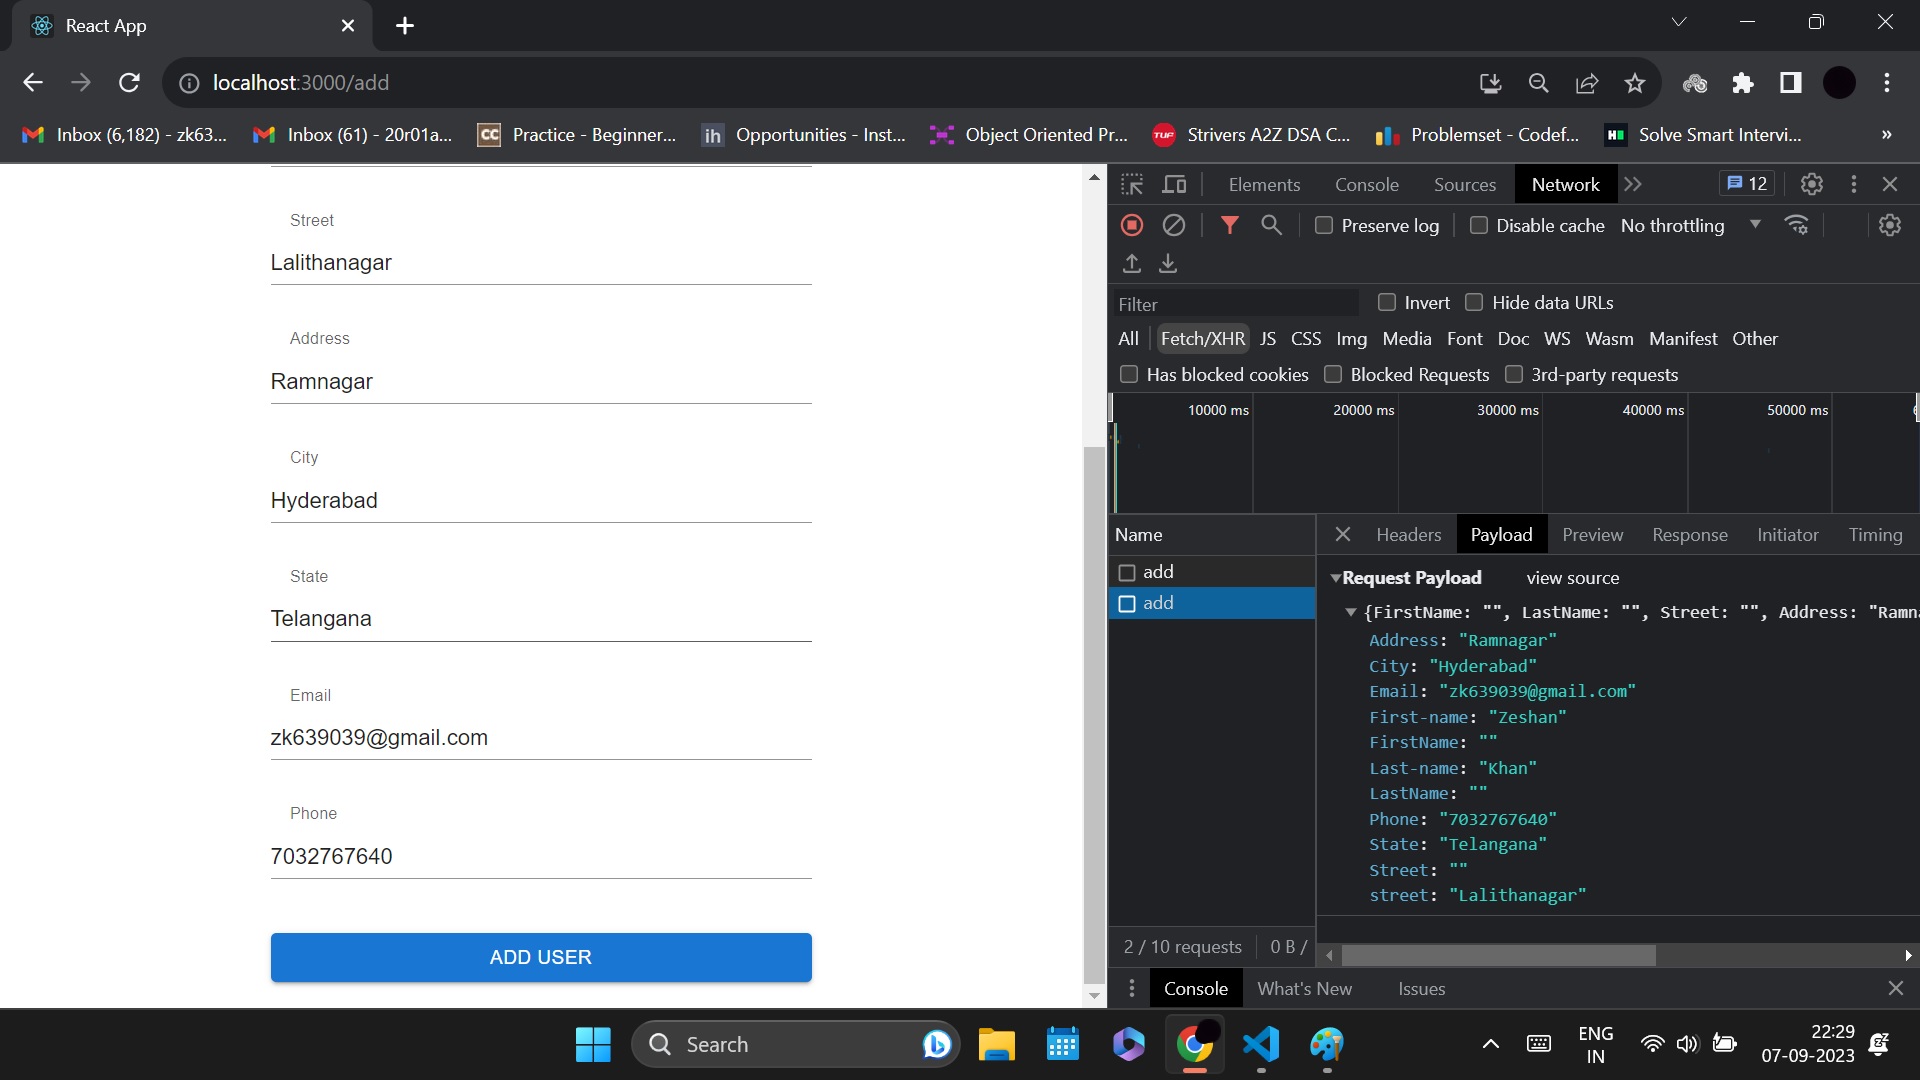 React App
localhost:3000/add
Inbox (6,182) - zk63...
Inbox (61) - 20r01a...
CC
Practice - Beginner...
ih
Opportunities - Inst...
Object Oriented Pr...
TUF
Strivers A2Z DSA C...
Problemset - Codef...
H
Solve Smart Intervi...
»
Street
Lalithanagar
Address
Ramnagar
City
Hyderabad
State
Telangana
Email
zk639039@gmail.com
Phone
7032767640
ADD USER
Elements
Console
Sources
Network
12
Preserve log
Disable cache
No throttling
Filter
Invert
Hide data URLs
All
Fetch/XHR
JS
CSS
Img
Media
Font
Doc
WS
Wasm
Manifest
Other
Has blocked cookies
Blocked Requests
3rd-party requests
10000 ms
20000 ms
30000 ms
40000 ms
50000 ms
Name
add
add
2 / 10 requests
0 B /
Headers
Payload
Preview
Response
Initiator
Timing
Request Payload
view source
{FirstName: "", LastName: "", Street: "", Address: "Ramna
Address: "Ramnagar"
City: "Hyderabad"
Email: "zk639039@gmail.com"
First-name: "Zeshan"
FirstName: ""
Last-name: "Khan"
LastName: ""
Phone: "7032767640"
State: "Telangana"
Street: ""
street: "Lalithanagar"
Console
What's New
Issues
Search
ENG
IN
22:29
07-09-2023